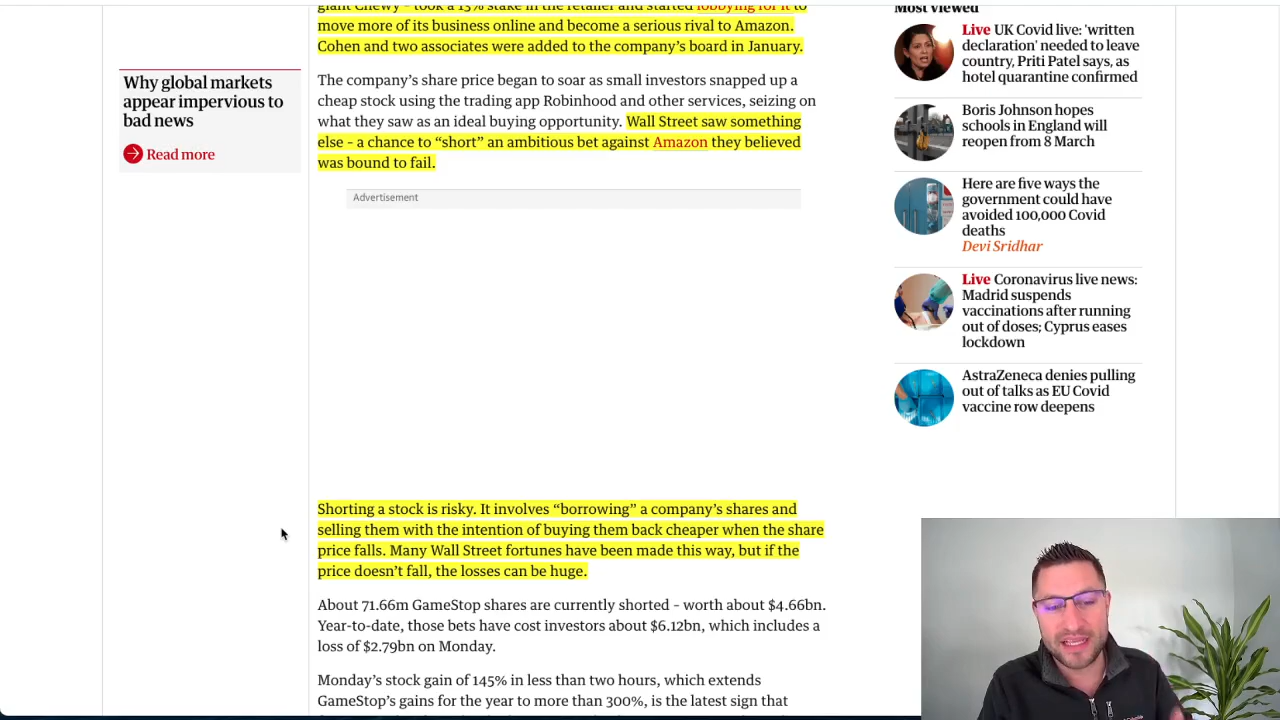 giant Chewy – took a 13% stake in the retailer and started lobbying for it to
move more of its business online and become a serious rival to Amazon.
Cohen and two associates were added to the company's board in January.
Why global markets
appear impervious to
bad news
Read more
The company's share price began to soar as small investors snapped up a
cheap stock using the trading app Robinhood and other services, seizing on
what they saw as an ideal buying opportunity. Wall Street saw something
else – a chance to “short” an ambitious bet against Amazon they believed
was bound to fail.
Advertisement
Shorting a stock is risky. It involves “borrowing” a company's shares and
selling them with the intention of buying them back cheaper when the share
price falls. Many Wall Street fortunes have been made this way, but if the
price doesn't fall, the losses can be huge.
About 71.66m GameStop shares are currently shorted – worth about $4.66bn.
Year-to-date, those bets have cost investors about $6.12bn, which includes a
loss of $2.79bn on Monday.
Monday's stock gain of 145% in less than two hours, which extends
GameStop's gains for the year to more than 300%, is the latest sign that
Most viewed
Live UK Covid live: 'written
declaration' needed to leave
country, Priti Patel says, as
hotel quarantine confirmed
Boris Johnson hopes
schools in England will
reopen from 8 March
Here are five ways the
government could have
avoided 100,000 Covid
deaths
Devi Sridhar
Live Coronavirus live news:
Madrid suspends
vaccinations after running
out of doses; Cyprus eases
lockdown
AstraZeneca denies pulling
out of talks as EU Covid
vaccine row deepens